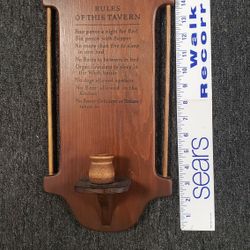 RULES
OF THIS TAVERN
Four pence a night for Bed
Six pence with Supper
No more than five to sleep
in one bed
No Boots to be worn in bed
Organ Grinders to sleep in
the Wash house
No dogs allowed upstairs
No Beer allowed in the
Kitchen
No Razor Grinders or Tinkers
taken in
Walk
Recor
sears